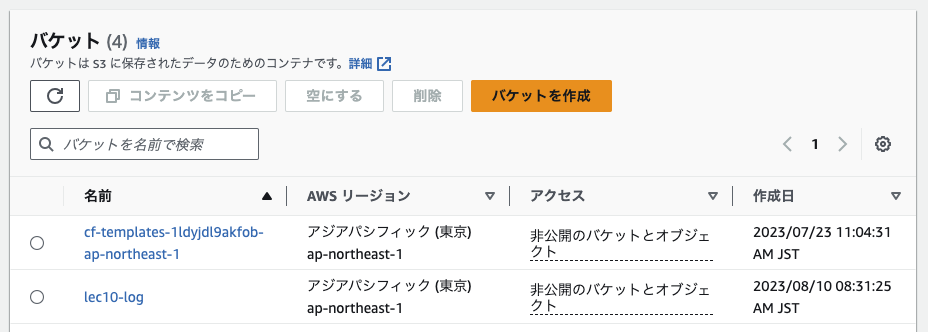 バケット (4) 情報
バケットは S3 に保存されたデータのためのコンテナです。詳細
コンテンツをコピー 空にする 削除 バケットを作成
バケットを名前で検索 1
名前 AWS リージョン アクセス 作成日
cf-templates-1ldyjdl9akfob- アジアパシフィック (東京) 非公開のバケットとオブジェ 2023/07/23 11:04:31
ap-northeast-1 ap-northeast-1 クト AM JST
lec10-log アジアパシフィック (東京) 非公開のバケットとオブジェ 2023/08/10 08:31:25
ap-northeast-1 クト AM JST